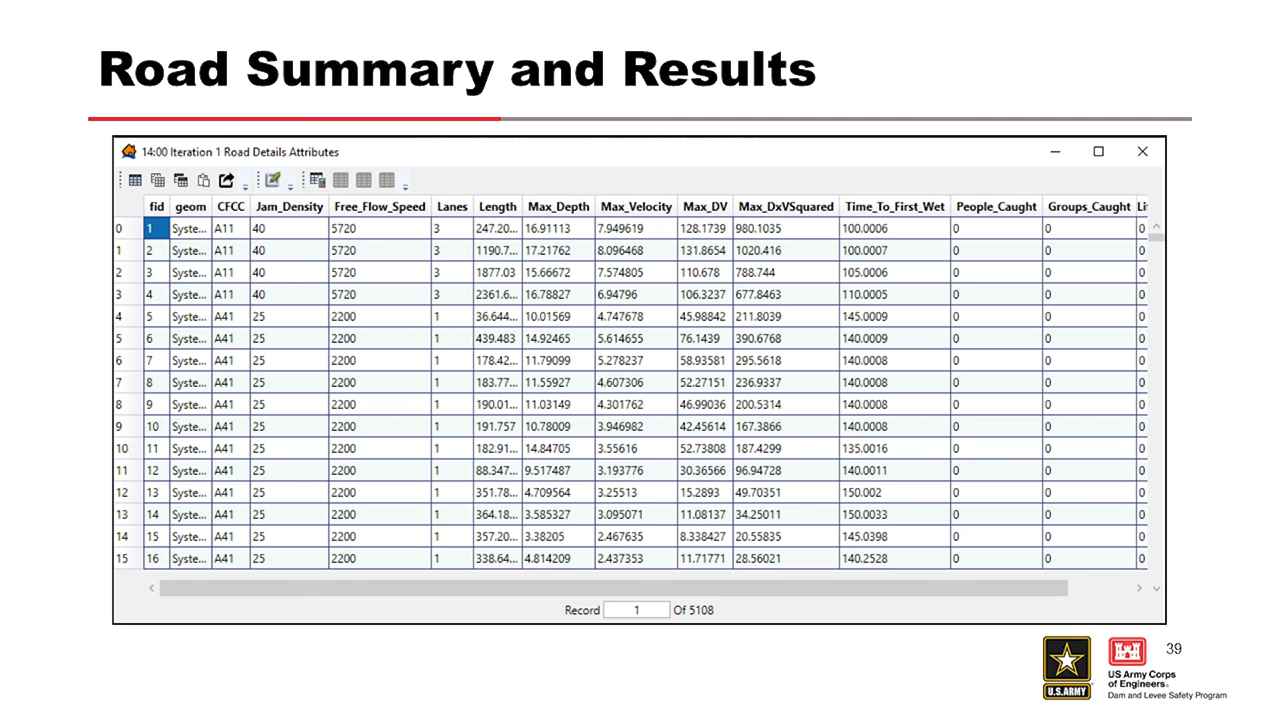 Road Summary and Results
14:00 Iteration 1 Road Details Attributes
fid geom CFCC Jam_Density Free_Flow_Speed Lanes Length Max_Depth Max_Velocity Max_DV Max_DxVSquared Time_To_First_Wet People_Caught Groups_Caught Li
0 1 Syste... A11 40 5720 3 247.20... 16.91113 7.949619 128.1739 980.1035 100.0006 0 0 0
1 2 Syste... A11 40 5720 3 1190.7... 17.21762 8.096468 131.8654 1020.416 100.0007 0 0 0
2 3 Syste... A11 40 5720 3 1877.03 15.66672 7.574805 110.678 788.744 105.0006 0 0 0
3 4 Syste... A11 40 5720 3 2361.6... 16.78827 6.94796 106.3237 677.8463 110.0005 0 0 0
4 5 Syste... A41 25 2200 1 36.644... 10.01569 4.747678 45.98842 211.8039 145.0009 0 0 0
5 6 Syste... A41 25 2200 1 439.483 14.92465 5.614655 76.1439 390.6768 140.0009 0 0 0
6 7 Syste... A41 25 2200 1 178.42... 11.79099 5.278237 58.93581 295.5618 140.0008 0 0 0
7 8 Syste... A41 25 2200 1 183.77... 11.55927 4.607306 52.27151 236.9337 140.0008 0 0 0
8 9 Syste... A41 25 2200 1 190.01... 11.03149 4.301762 46.99036 200.5314 140.0008 0 0 0
9 10 Syste... A41 25 2200 1 191.757 10.78009 3.946982 42.45614 167.3866 140.0008 0 0 0
10 11 Syste... A41 25 2200 1 182.91... 14.84705 3.55616 52.73808 187.4299 135.0016 0 0 0
11 12 Syste... A41 25 2200 1 88.347... 9.517487 3.193776 30.36566 96.94728 140.0011 0 0 0
12 13 Syste... A41 25 2200 1 351.78... 4.709564 3.25513 15.2893 49.70351 150.002 0 0 0
13 14 Syste... A41 25 2200 1 364.18... 3.585327 3.095071 11.08137 34.25011 150.0033 0 0 0
14 15 Syste... A41 25 2200 1 357.20... 3.38205 2.467635 8.338427 20.55835 145.0398 0 0 0
15 16 Syste... A41 25 2200 1 338.64... 4.814209 2.437353 11.71771 28.56021 140.2528 0 0 0
Record 1 Of 5108
39
U.S.ARMY
US Army Corps
of Engineers®
Dam and Levee Safety Program